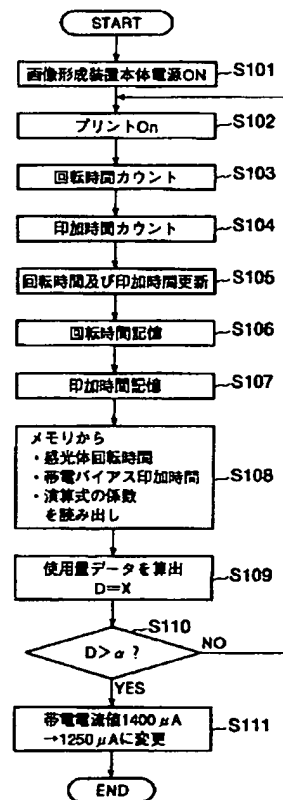 START
画像形成装置本体電源ON
S101
プリントOn
S102
回転時間カウント
S103
印加時間カウント
S104
回転時間及び印加時間更新
S105
回転時間記憶
S106
印加時間記憶
S107
メモリから
・感光体回転時間
・帯電バイアス印加時間
・演算式の係数
を読み出し
S108
使用量データを算出
D=X
S109
S110
D>α?
NO
YES
帯電電流値1400μA
→1250μAに変更
S111
END